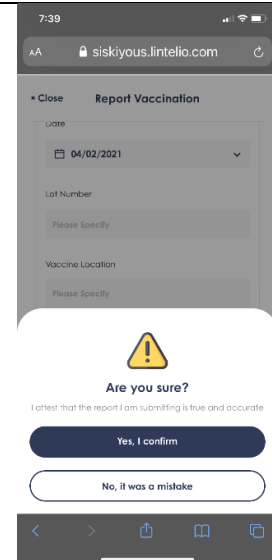 7:39
AA siskiyous.lintelio.com
× Close Report Vaccination
Date
04/02/2021
Lot Number
Please Specify
Vaccine Location
Please Specify
Are you sure?
I attest that the report I am submitting is true and accurate
Yes, I confirm
No, it was a mistake